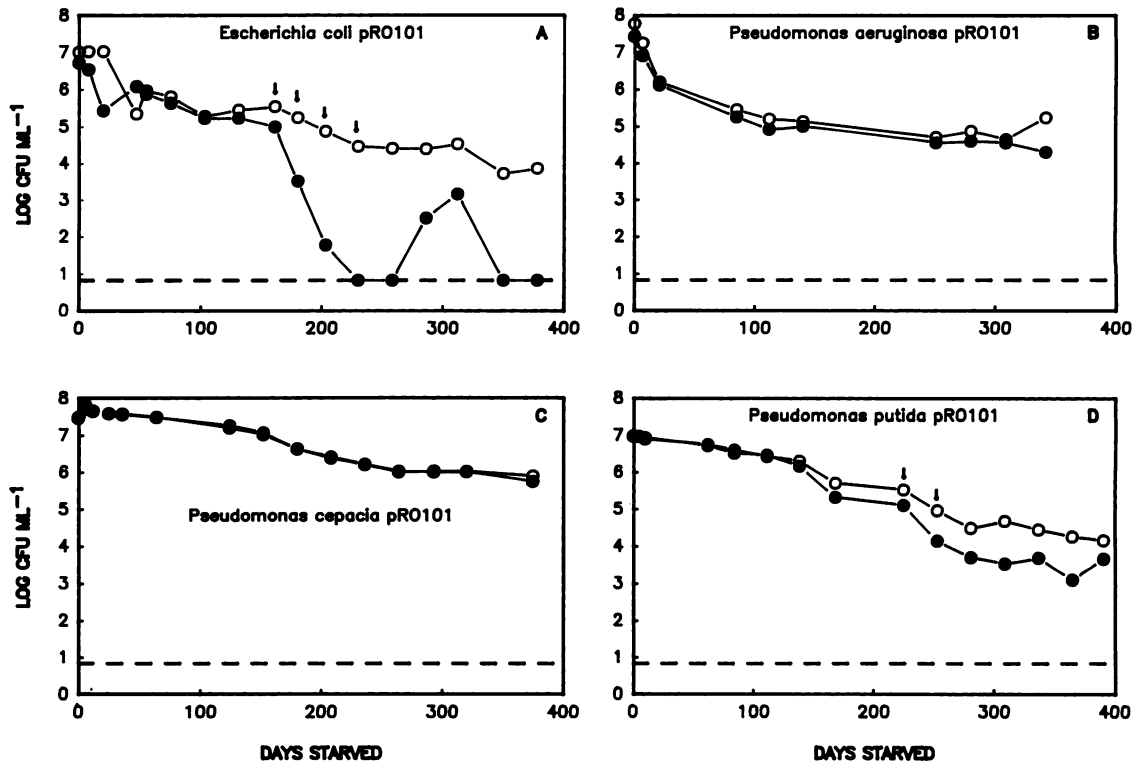 Escherichia coli pRO101 A
8
7
6
5
4
3
2
1
0
LOG CFU ML⁻¹
0 100 200 300 400
Pseudomonas aeruginosa pRO101 B
8
7
6
5
4
3
2
1
0
0 100 200 300 400
C
Pseudomonas cepacia pRO101
8
7
6
5
4
3
2
1
0
LOG CFU ML⁻¹
0 100 200 300 400
DAYS STARVED
Pseudomonas putida pRO101 D
8
7
6
5
4
3
2
1
0
0 100 200 300 400
DAYS STARVED